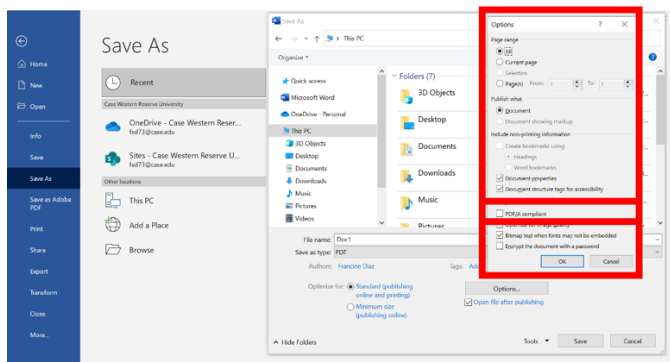 Save As
Home
New
Open
Info
Save
Save As
Save as Adobe
PDF
Print
Share
Export
Transform
Close
More...
Recent
Case Western Reserve University
OneDrive - Case Western Reser...
fxd73@case.edu
Sites - Case Western Reserve U...
fxd73@case.edu
Other locations
This PC
Add a Place
Browse
Save As
This PC
Organize
Quick access
Microsoft Word
OneDrive - Personal
This PC
3D Objects
Desktop
Documents
Downloads
Music
Pictures
Videos
Folders (7)
3D Objects
Desktop
Documents
Downloads
Music
Pictures
File name: Doc1
Save as type: PDF
Authors: Francine Diaz
Tags:
Optimize for: Standard (publishing
online and printing)
Minimum size
(publishing online)
Options...
Open file after publishing
Hide Folders
Tools
Save
Cancel
Options
?
Page range
All
Current page
Selection
Page(s) From: 1 To: 1
Publish what
Document
Document showing markup
Include non-printing information
Create bookmarks using:
Headings
Word bookmarks
Document properties
Document structure tags for accessibility
PDF/A compliant
Optimize for image quality
Bitmap text when fonts may not be embedded
Encrypt the document with a password
OK
Cancel